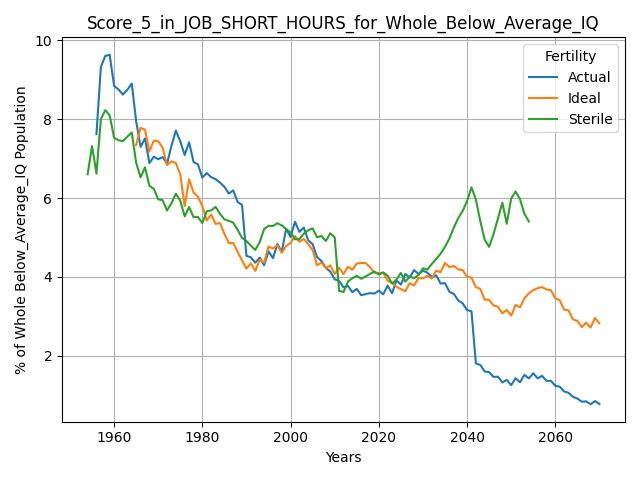 Score_5_in_JOB_SHORT_HOURS_for_Whole_Below_Average_IQ
% of Whole Below_Average_IQ Population
10
8
6
4
2
Fertility
Actual
Ideal
Sterile
1960 1980 2000 2020 2040 2060
Years